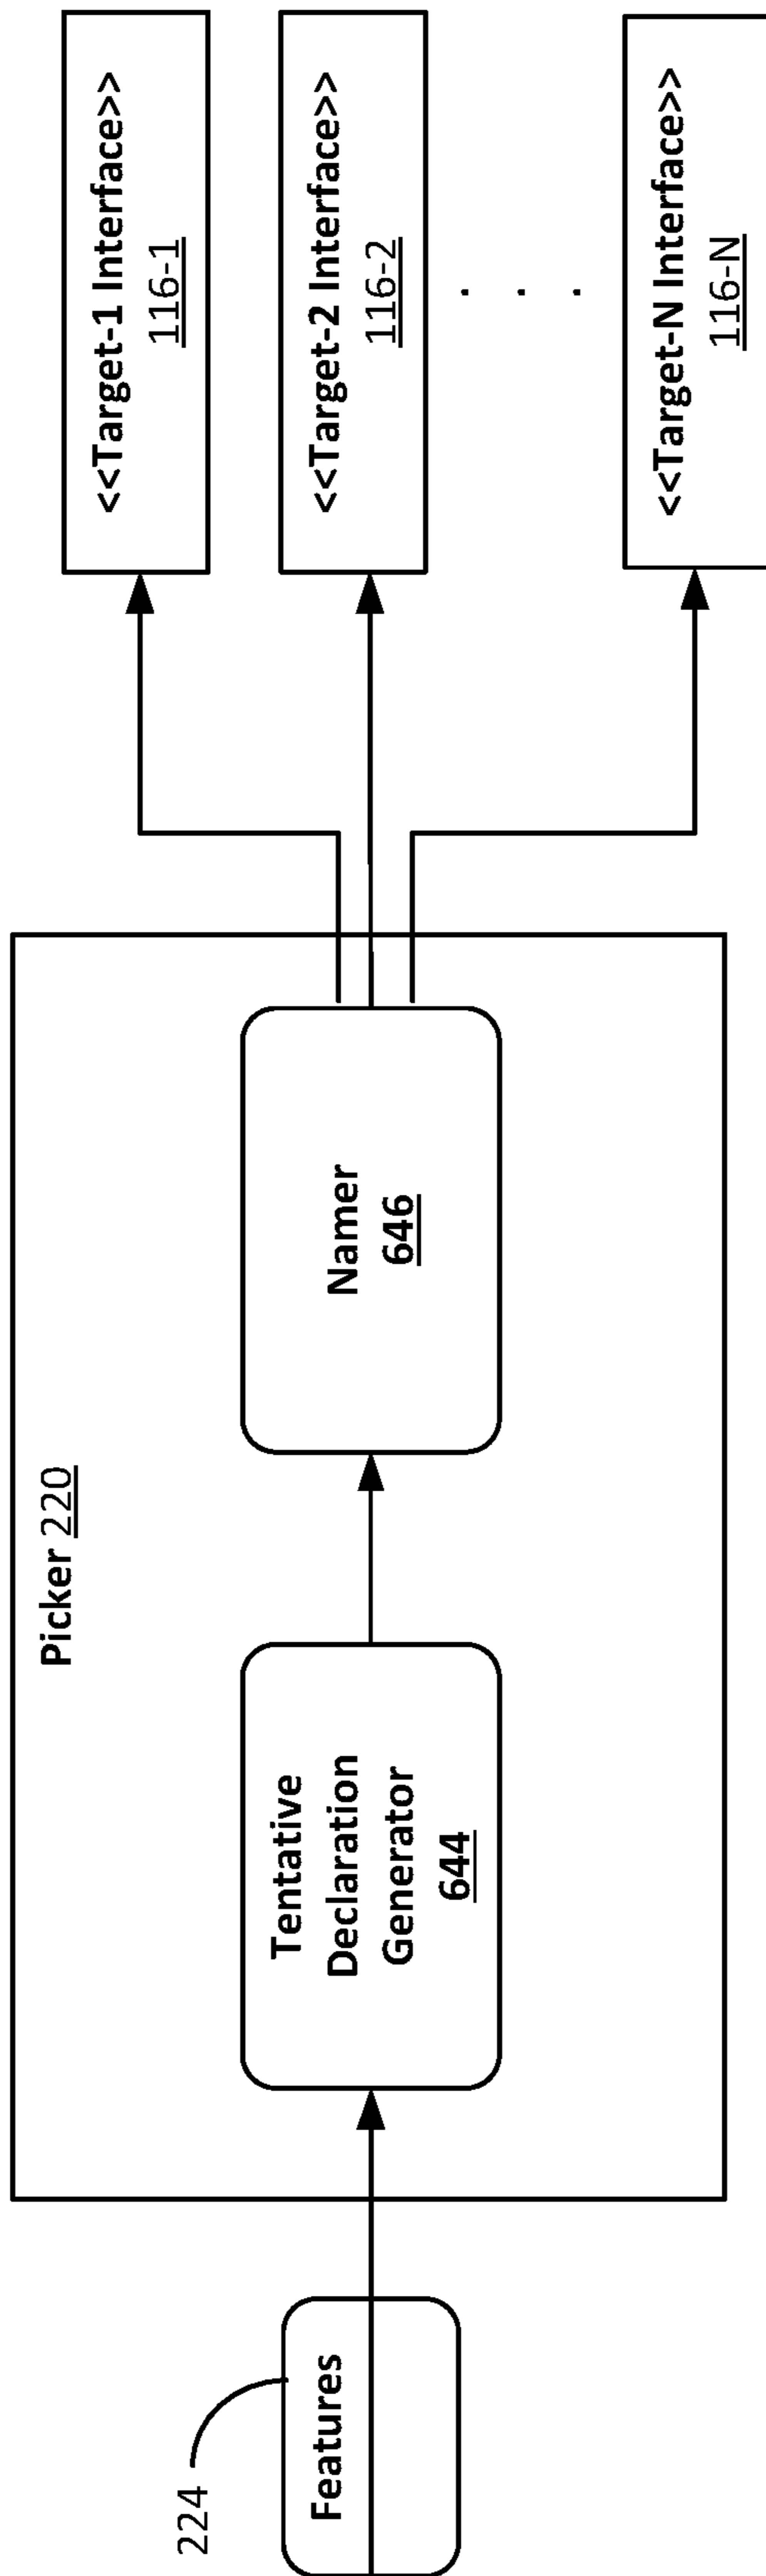 224
Features
Picker 220
Tentative
Declaration
Generator
644
Namer
646
<<Target-1 Interface>>
116-1
<<Target-2 Interface>>
116-2
. . .
<<Target-N Interface>>
116-N